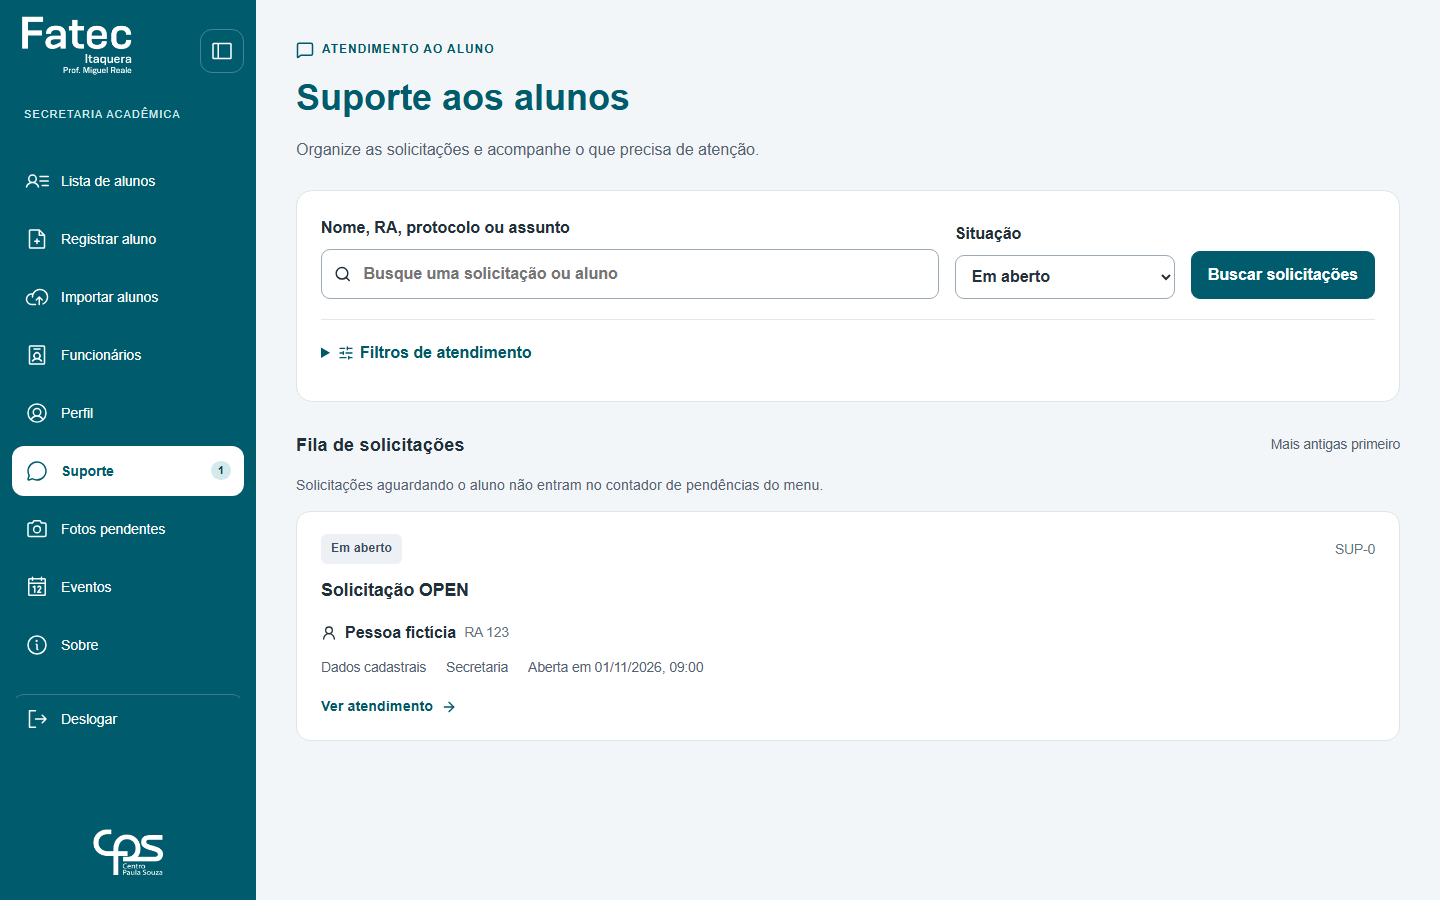 Fatec
Itaquera
Prof. Miguel Reale
SECRETARIA ACADÊMICA
Lista de alunos
Registrar aluno
Importar alunos
Funcionários
Perfil
Suporte 1
Fotos pendentes
12 Eventos
Sobre
Deslogar
cps
Centro
Paula Souza
ATENDIMENTO AO ALUNO
Suporte aos alunos
Organize as solicitações e acompanhe o que precisa de atenção.
Nome, RA, protocolo ou assunto
Busque uma solicitação ou aluno
Situação
Em aberto
Buscar solicitações
Filtros de atendimento
Fila de solicitações
Mais antigas primeiro
Solicitações aguardando o aluno não entram no contador de pendências do menu.
Em aberto
SUP-0
Solicitação OPEN
Pessoa fictícia RA 123
Dados cadastrais Secretaria Aberta em 01/11/2026, 09:00
Ver atendimento